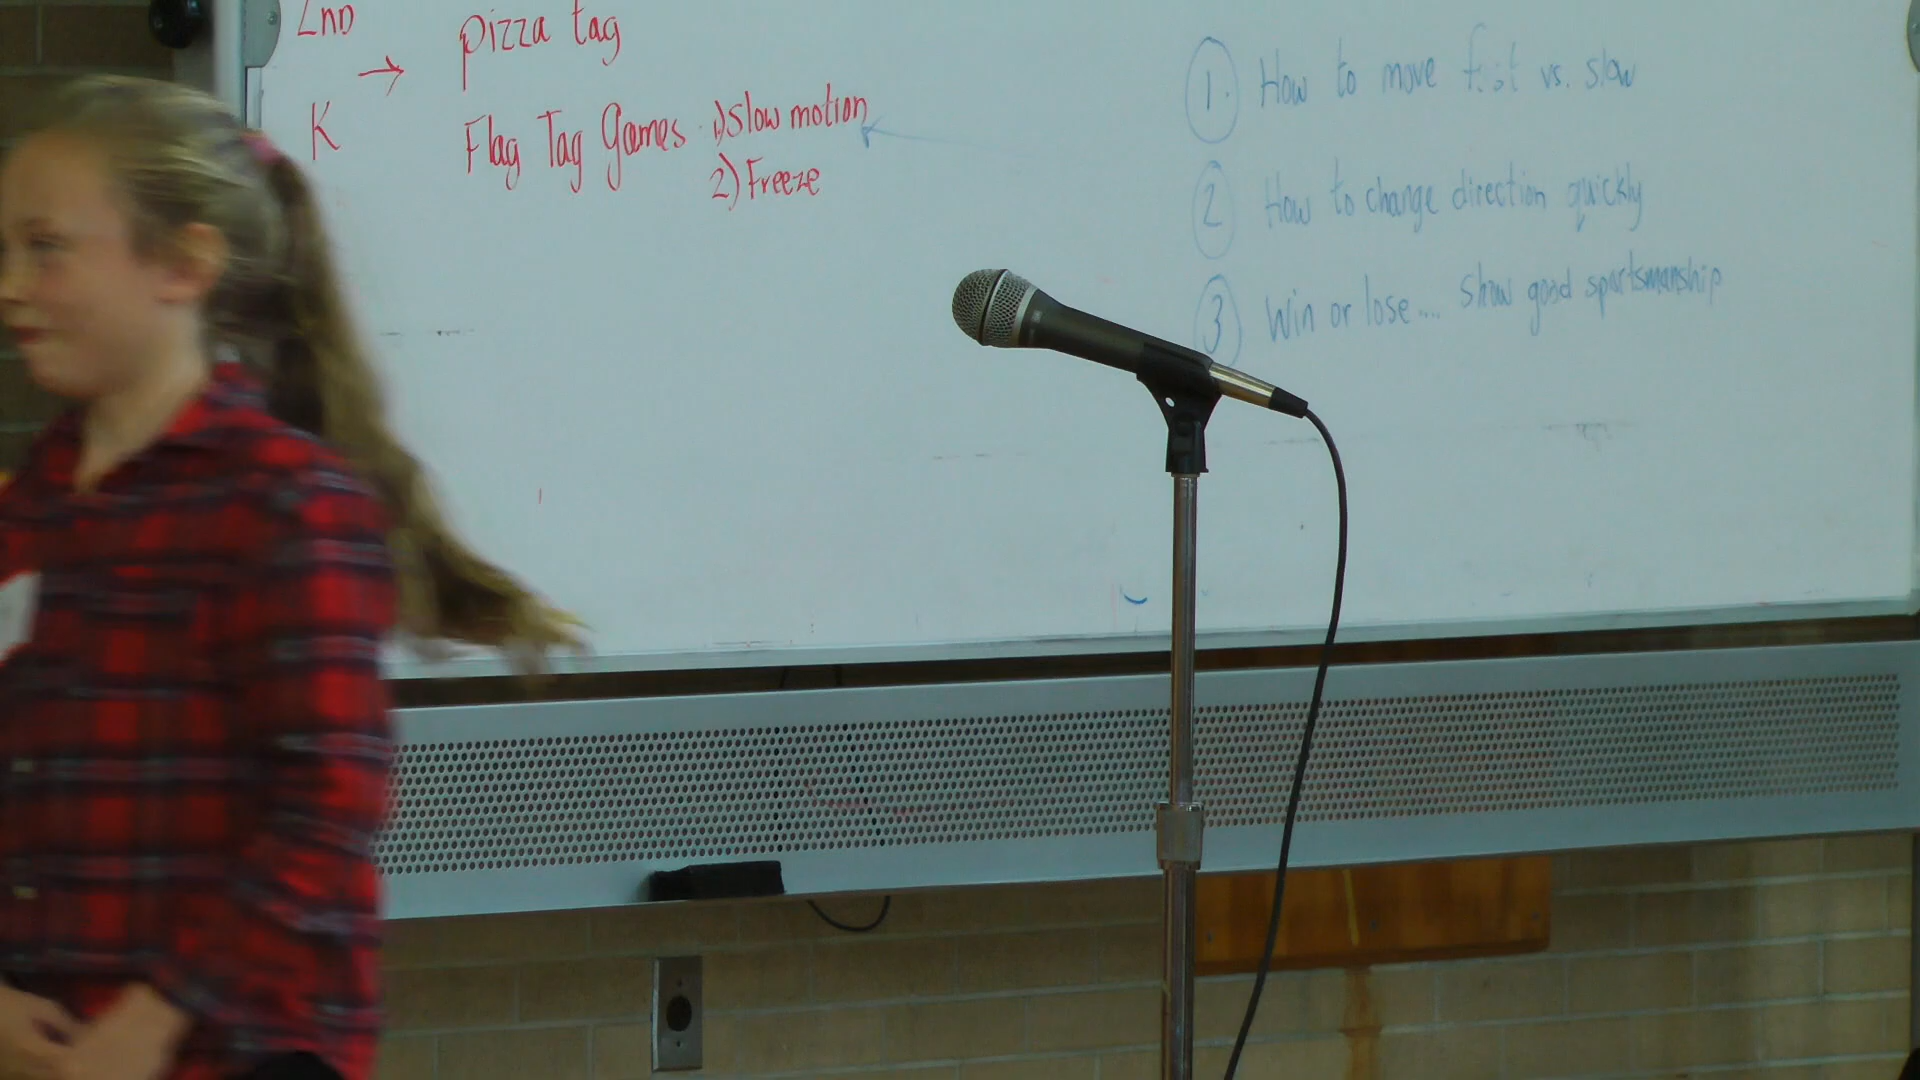 2nd
→ pizza tag
K Flag Tag Games 1) Slow motion
2) Freeze
1. How to move fast vs. slow
2 How to change direction quickly
3 Win or lose.... Show good sportsmanship